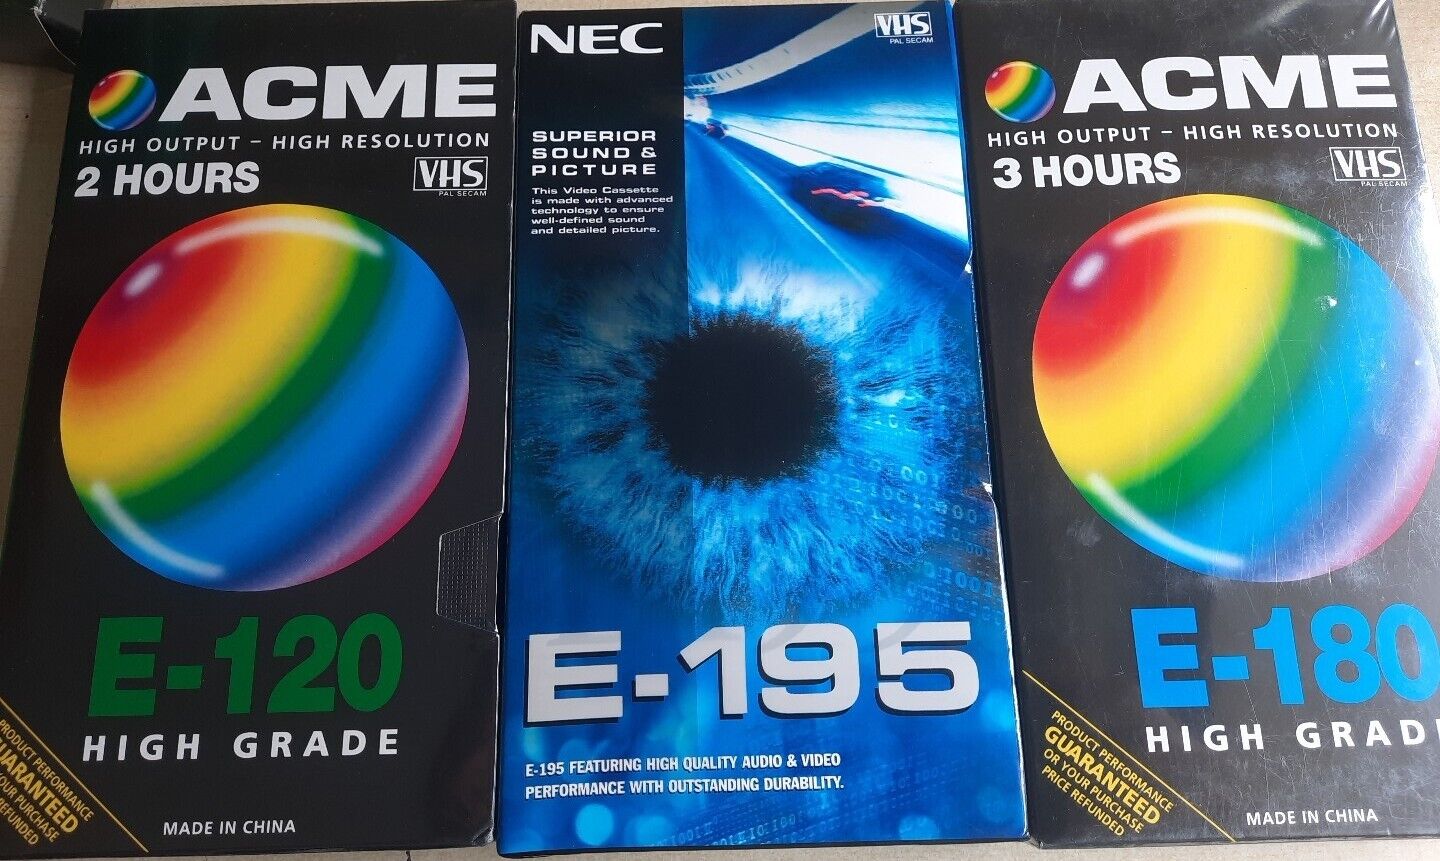 ACME
HIGH OUTPUT – HIGH RESOLUTION
2 HOURS
VHS
PAL SECAM
E-120
HIGH GRADE
PRODUCT PERFORMANCE
GUARANTEED
OR YOUR PURCHASE
REFUNDED
MADE IN CHINA
NEC
VHS
PAL SECAM
SUPERIOR
SOUND &
PICTURE
This Video Cassette
is made with advanced
technology to ensure
well-defined sound
and detailed picture.
E-195
E-195 FEATURING HIGH QUALITY AUDIO & VIDEO
PERFORMANCE WITH OUTSTANDING DURABILITY.
ACME
HIGH OUTPUT – HIGH RESOLUTION
3 HOURS
VHS
PAL SECAM
E-180
HIGH GRADE
PRODUCT PERFORMANCE
GUARANTEED
OR YOUR PURCHASE
PRICE REFUNDED
MADE IN CHINA